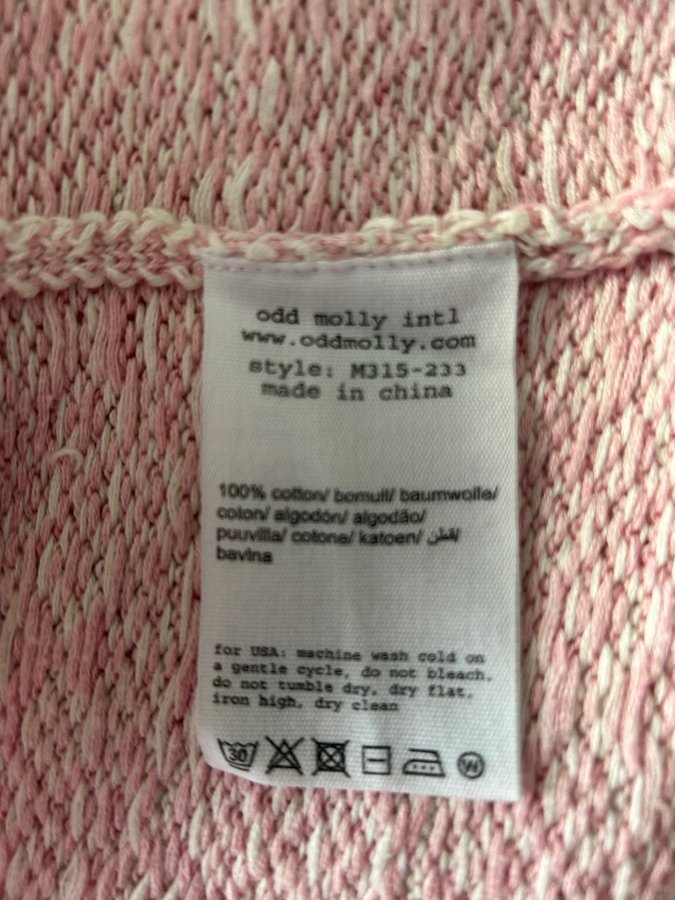 odd molly intl
www.oddmolly.com
style: M315-233
made in china
100% cotton/ bomull/ baumwolle/
coton/ algodón/ algodão/
puuvilla/ cotone/ katoen/ قطن/
bavlna
for USA: machine wash cold on
a gentle cycle, do not bleach,
do not tumble dry, dry flat,
iron high, dry clean
30 W